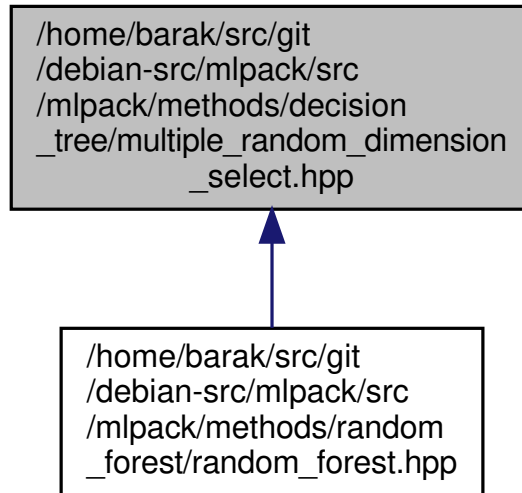 /home/barak/src/git
/debian-src/mlpack/src
/mlpack/methods/decision
_tree/multiple_random_dimension
_select.hpp
/home/barak/src/git
/debian-src/mlpack/src
/mlpack/methods/random
_forest/random_forest.hpp